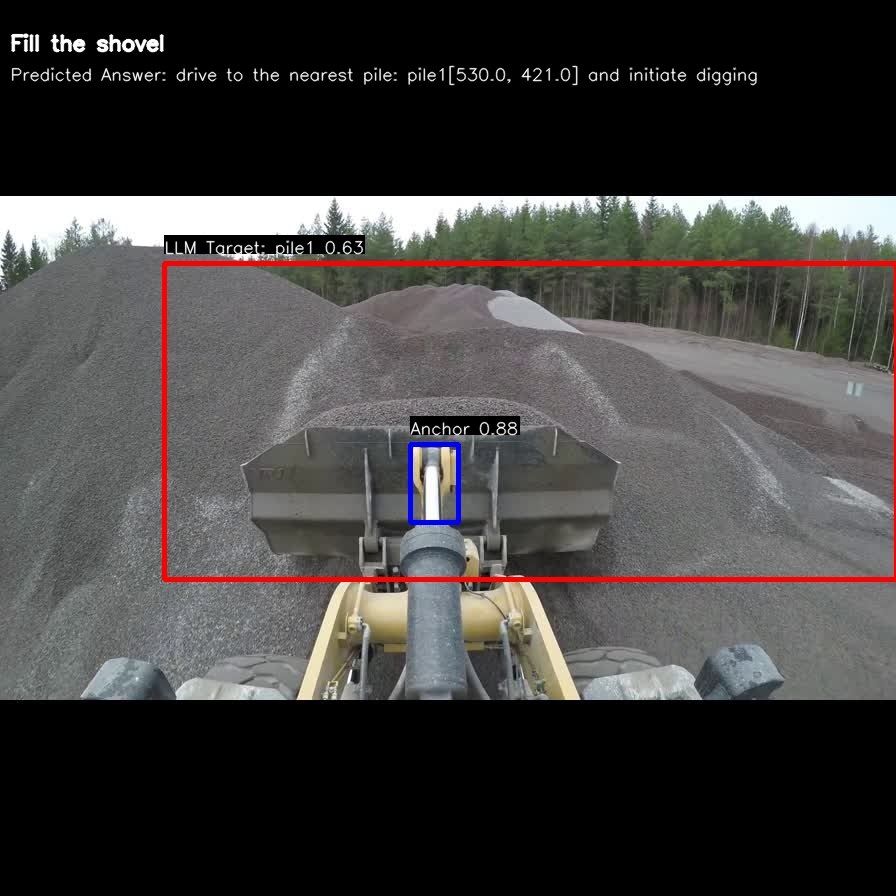 Fill the shovel
Predicted Answer: drive to the nearest pile: pile1[530.0, 421.0] and initiate digging
LLM Target: pile1 0.63
Anchor 0.88